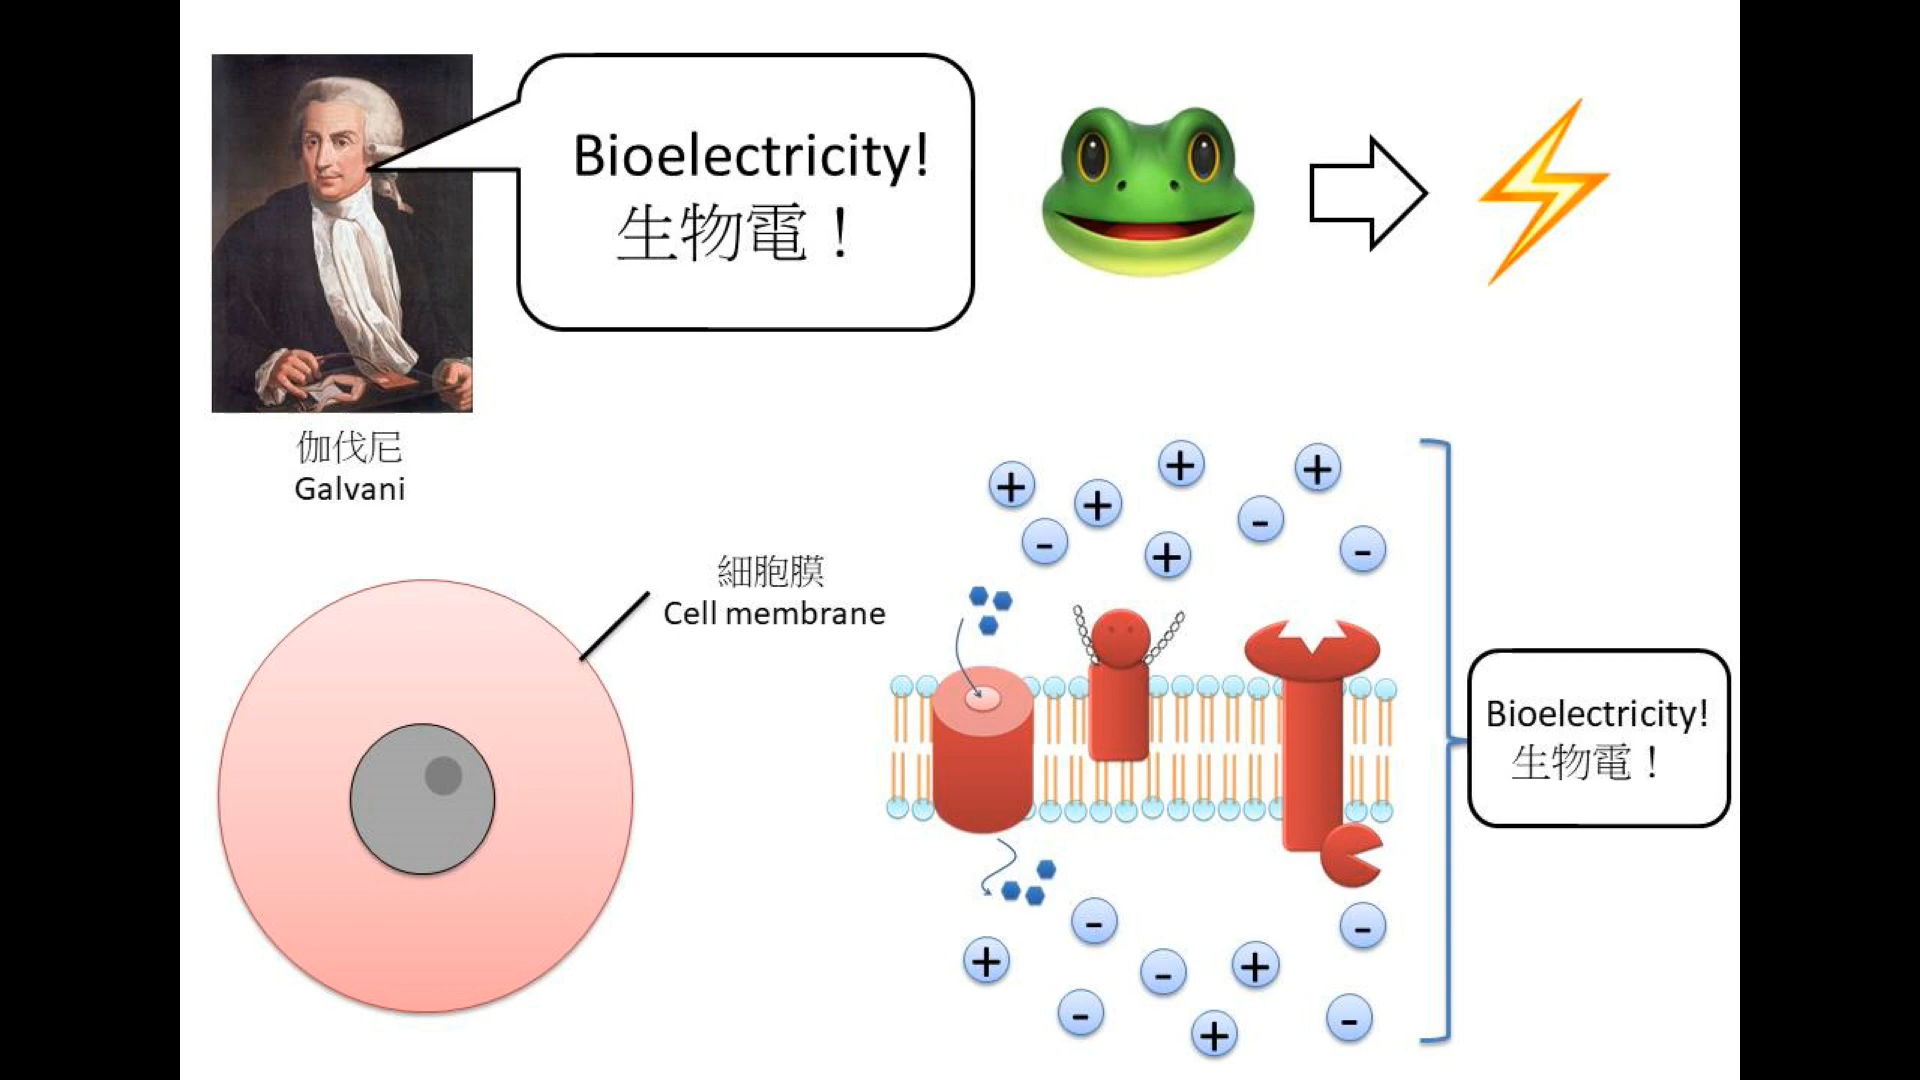 Bioelectricity!
生物電！
伽伐尼
Galvani
細胞膜
Cell membrane
+
+
+
+
-
-
+
-
Bioelectricity!
生物電！
-
-
+
-
+
-
-
+